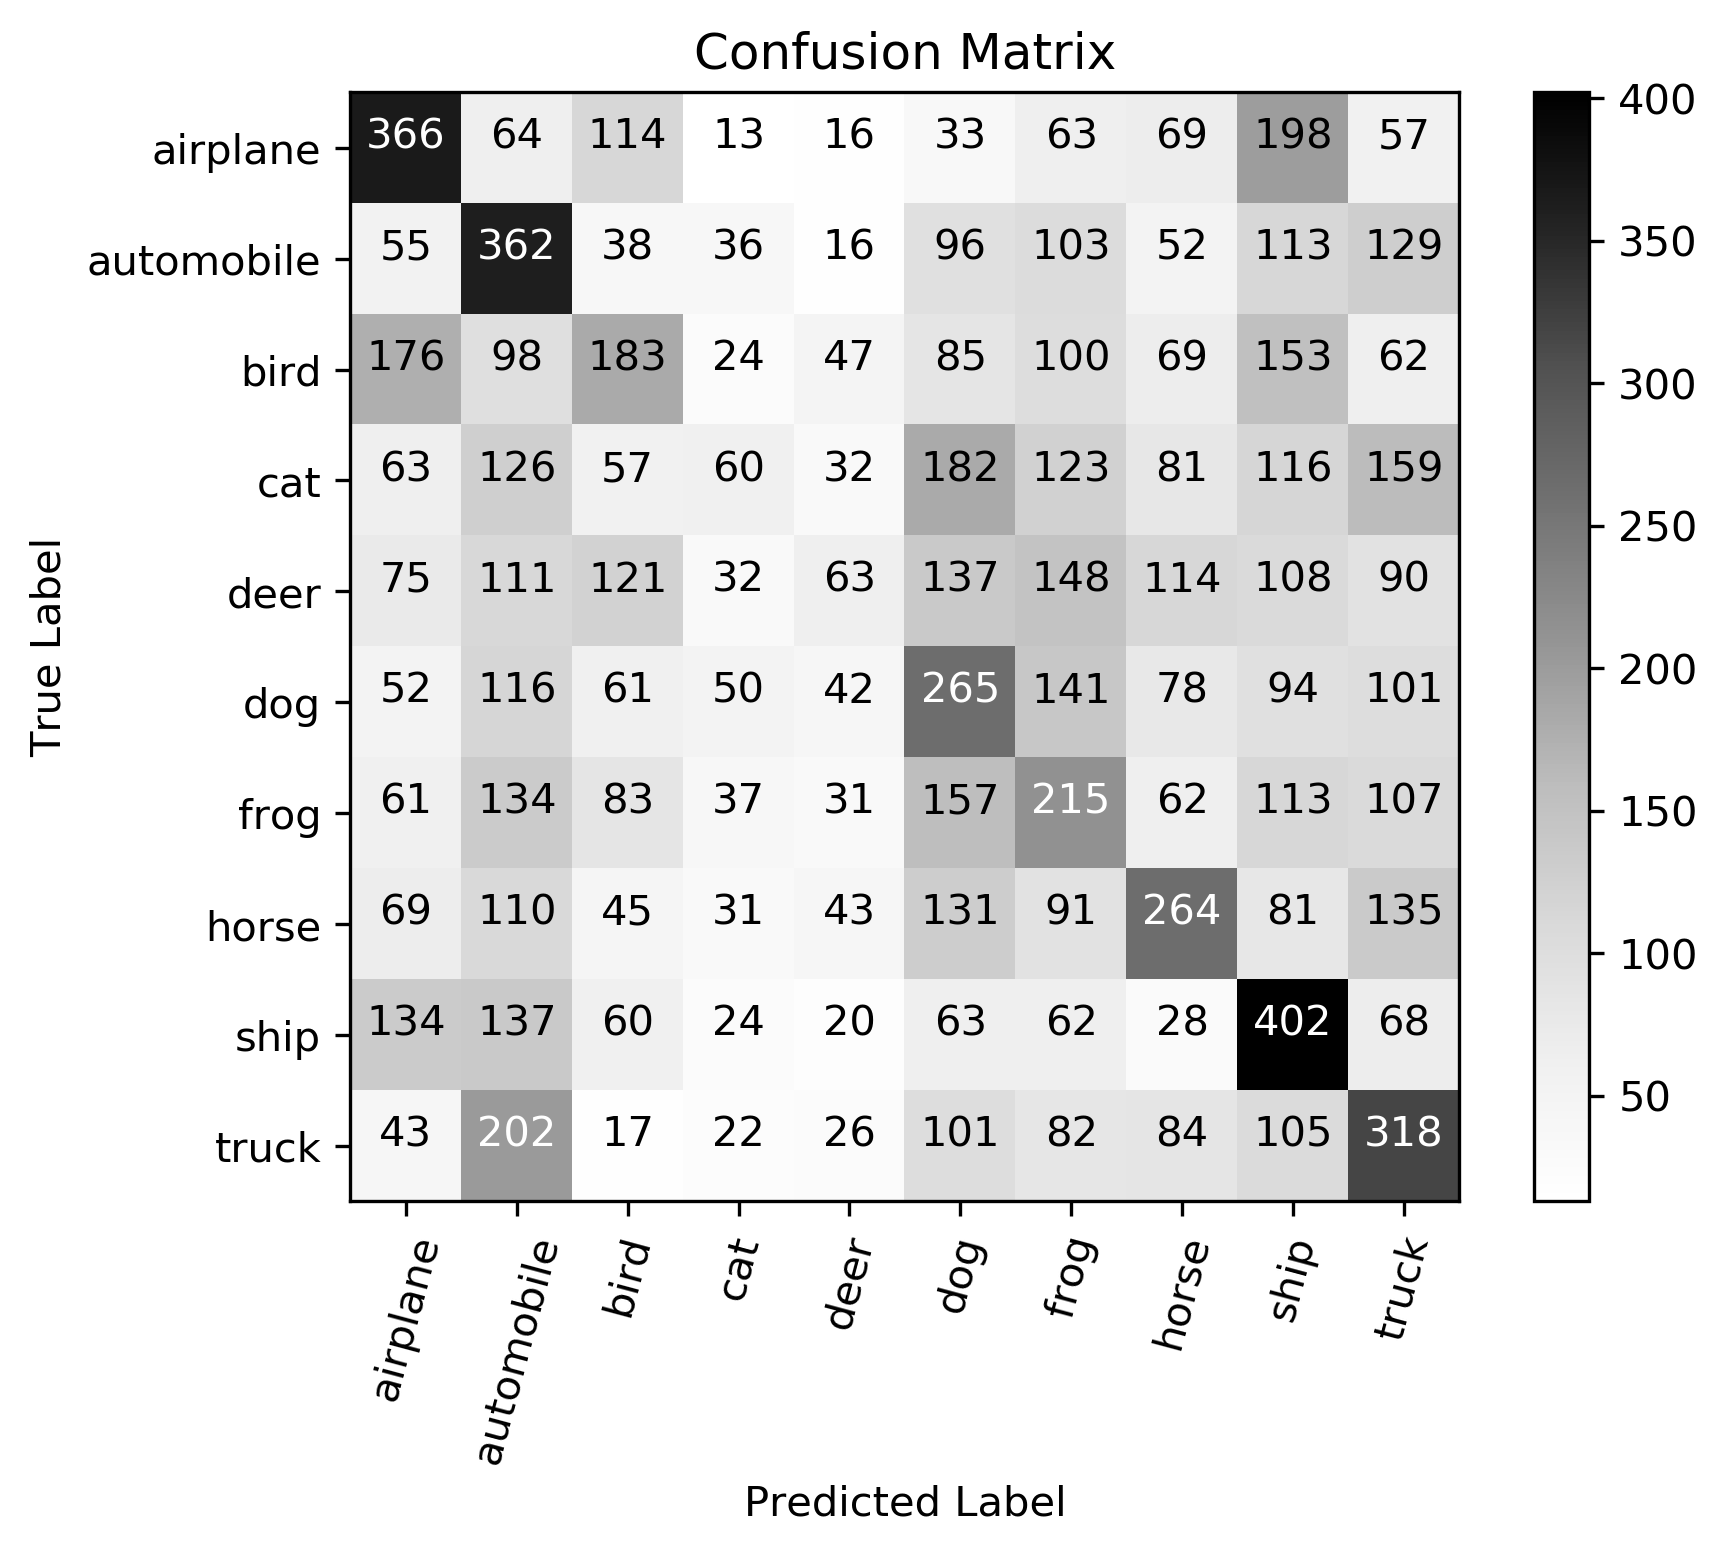 Confusion Matrix
airplane 366 64 114 13 16 33 63 69 198 57
automobile 55 362 38 36 16 96 103 52 113 129
bird 176 98 183 24 47 85 100 69 153 62
cat 63 126 57 60 32 182 123 81 116 159
deer 75 111 121 32 63 137 148 114 108 90
dog 52 116 61 50 42 265 141 78 94 101
frog 61 134 83 37 31 157 215 62 113 107
horse 69 110 45 31 43 131 91 264 81 135
ship 134 137 60 24 20 63 62 28 402 68
truck 43 202 17 22 26 101 82 84 105 318
True Label
airplane automobile bird cat deer dog frog horse ship truck
Predicted Label
400
350
300
250
200
150
100
50